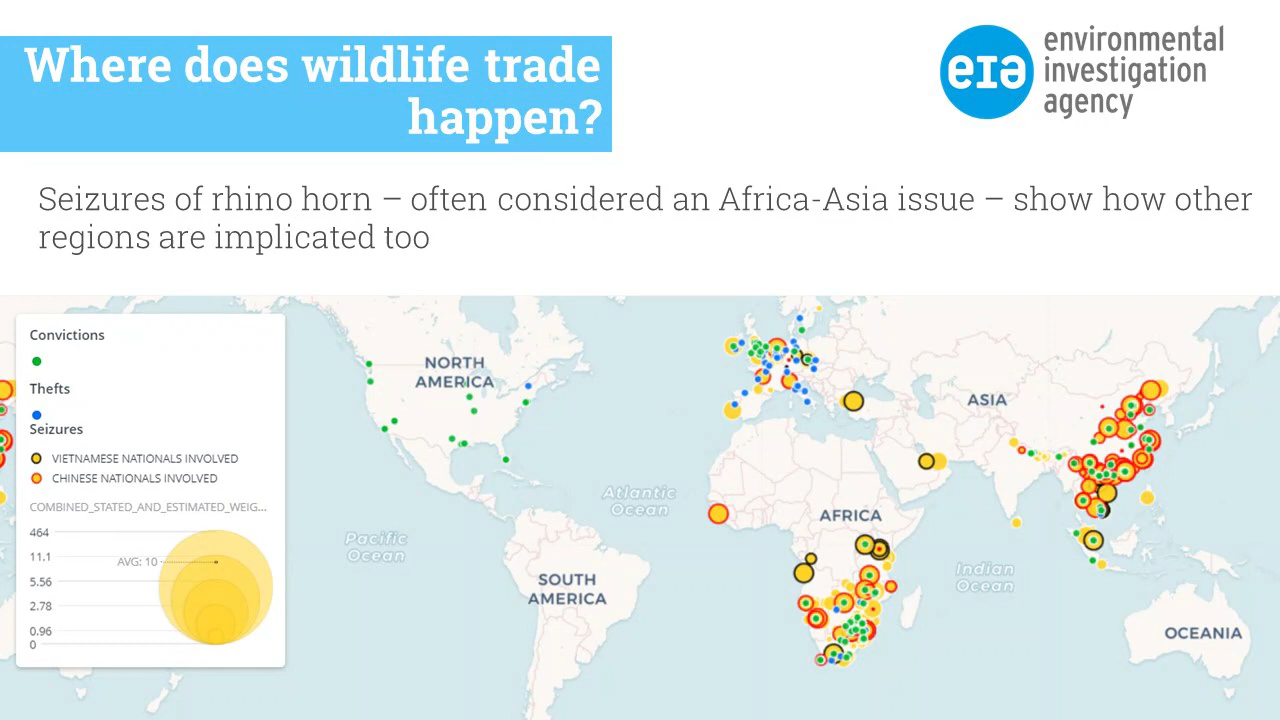 Where does wildlife trade
happen?
eia
environmental
investigation
agency
Seizures of rhino horn – often considered an Africa-Asia issue – show how other
regions are implicated too
Convictions
Thefts
Seizures
VIETNAMESE NATIONALS INVOLVED
CHINESE NATIONALS INVOLVED
COMBINED_STATED_AND_ESTIMATED_WEIG...
464
11.1
AVG: 10
5.56
2.78
0.96
0
NORTH
AMERICA
ASIA
Atlantic
Ocean
AFRICA
Pacific
Ocean
Indian
Ocean
SOUTH
AMERICA
OCEANIA